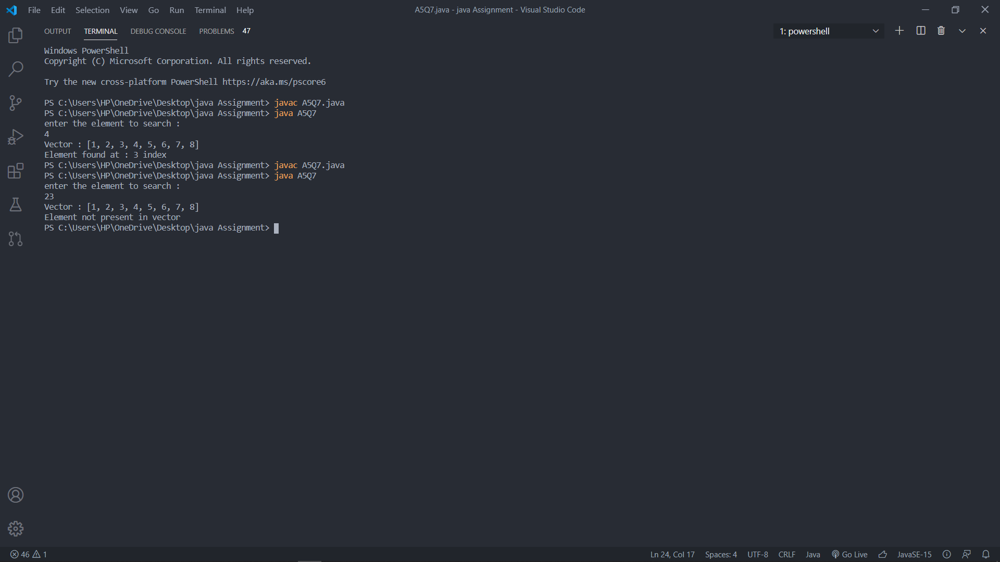 File Edit Selection View Go Run Terminal Help
A5Q7.java - java Assignment - Visual Studio Code
OUTPUT TERMINAL DEBUG CONSOLE PROBLEMS 47
1: powershell
Windows PowerShell
Copyright (C) Microsoft Corporation. All rights reserved.
Try the new cross-platform PowerShell https://aka.ms/pscore6
PS C:\Users\HP\OneDrive\Desktop\java Assignment> javac A5Q7.java
PS C:\Users\HP\OneDrive\Desktop\java Assignment> java A5Q7
enter the element to search :
4
Vector : [1, 2, 3, 4, 5, 6, 7, 8]
Element found at : 3 index
PS C:\Users\HP\OneDrive\Desktop\java Assignment> javac A5Q7.java
PS C:\Users\HP\OneDrive\Desktop\java Assignment> java A5Q7
enter the element to search :
23
Vector : [1, 2, 3, 4, 5, 6, 7, 8]
Element not present in vector
PS C:\Users\HP\OneDrive\Desktop\java Assignment>
46 1
Ln 24, Col 17 Spaces: 4 UTF-8 CRLF Java Go Live JavaSE-15